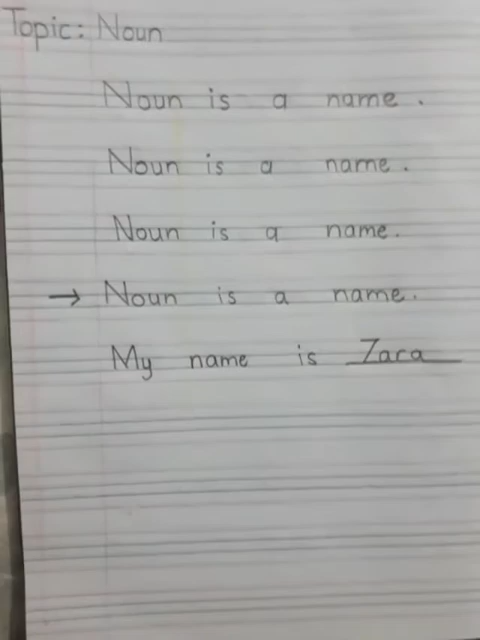 Topic: Noun
Noun is a name.
Noun is a name.
Noun is a name.
→ Noun is a name.
My name is Zara